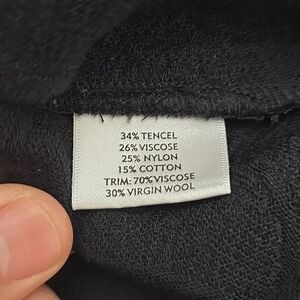 34% TENCEL
26% VISCOSE
25% NYLON
15% COTTON
TRIM: 70% VISCOSE
30% VIRGIN WOOL